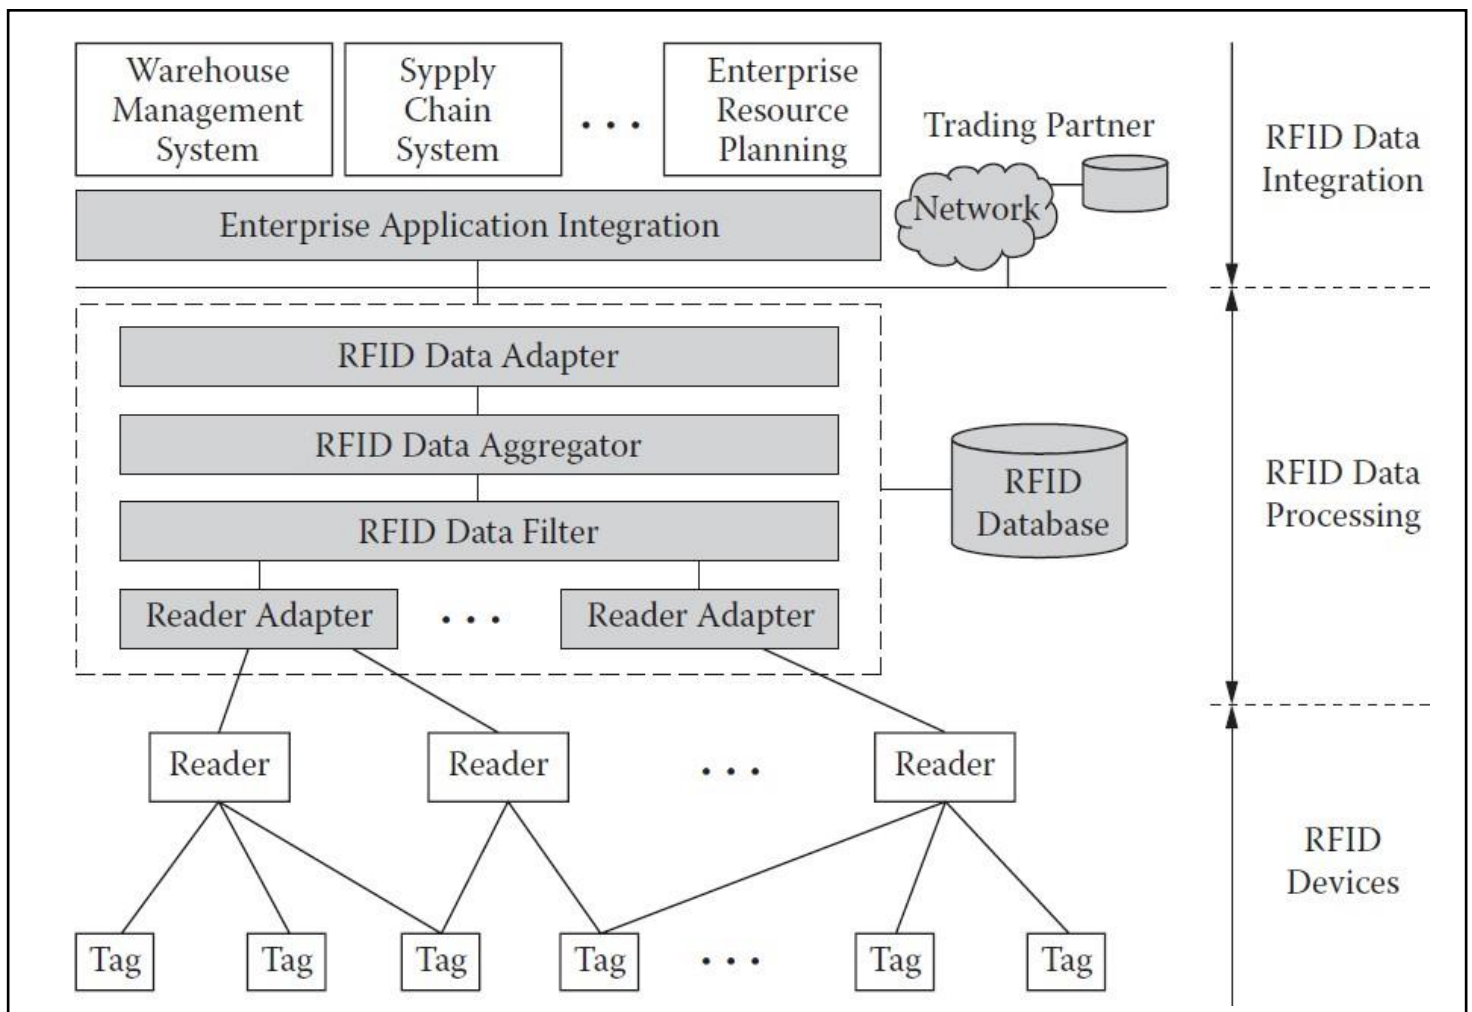 Warehouse
Management
System
Sypply
Chain
System
. . .
Enterprise
Resource
Planning
Trading Partner
Network
RFID Data
Integration
Enterprise Application Integration
RFID Data Adapter
RFID Data Aggregator
RFID Data Filter
Reader Adapter
. . .
Reader Adapter
RFID
Database
RFID Data
Processing
Reader
Reader
. . .
Reader
RFID
Devices
Tag
Tag
Tag
Tag
. . .
Tag
Tag